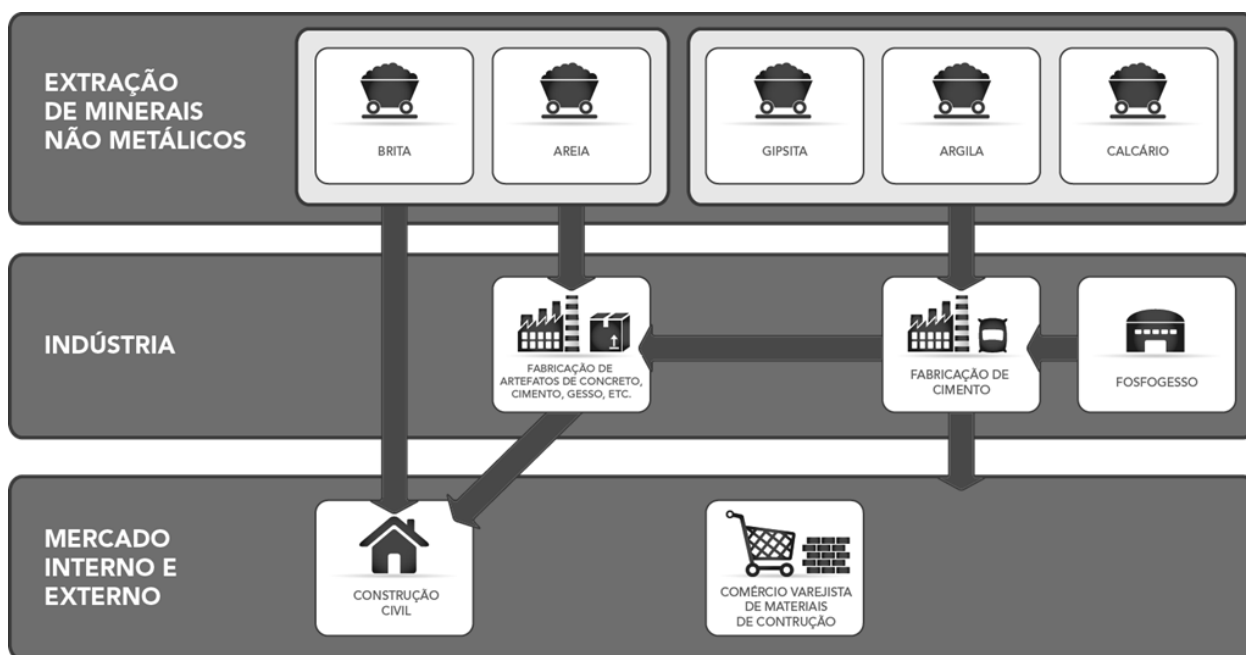 EXTRAÇÃO
DE MINERAIS
NÃO METÁLICOS
BRITA
AREIA
GIPSITA
ARGILA
CALCÁRIO
INDÚSTRIA
FABRICAÇÃO DE
ARTEFATOS DE CONCRETO,
CIMENTO, GESSO, ETC.
FABRICAÇÃO DE
CIMENTO
FOSFOGESSO
MERCADO
INTERNO E
EXTERNO
CONSTRUÇÃO
CIVIL
COMÉRCIO VAREJISTA
DE MATERIAIS
DE CONTRUÇÃO